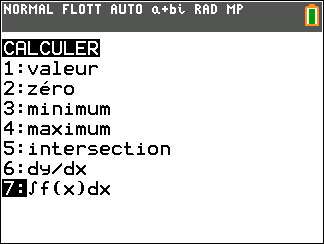 NORMAL FLOTT AUTO a+bi RAD MP
CALCULER
1:valeur
2:zéro
3:minimum
4:maximum
5:intersection
6:dy/dx
7:∫f(x)dx